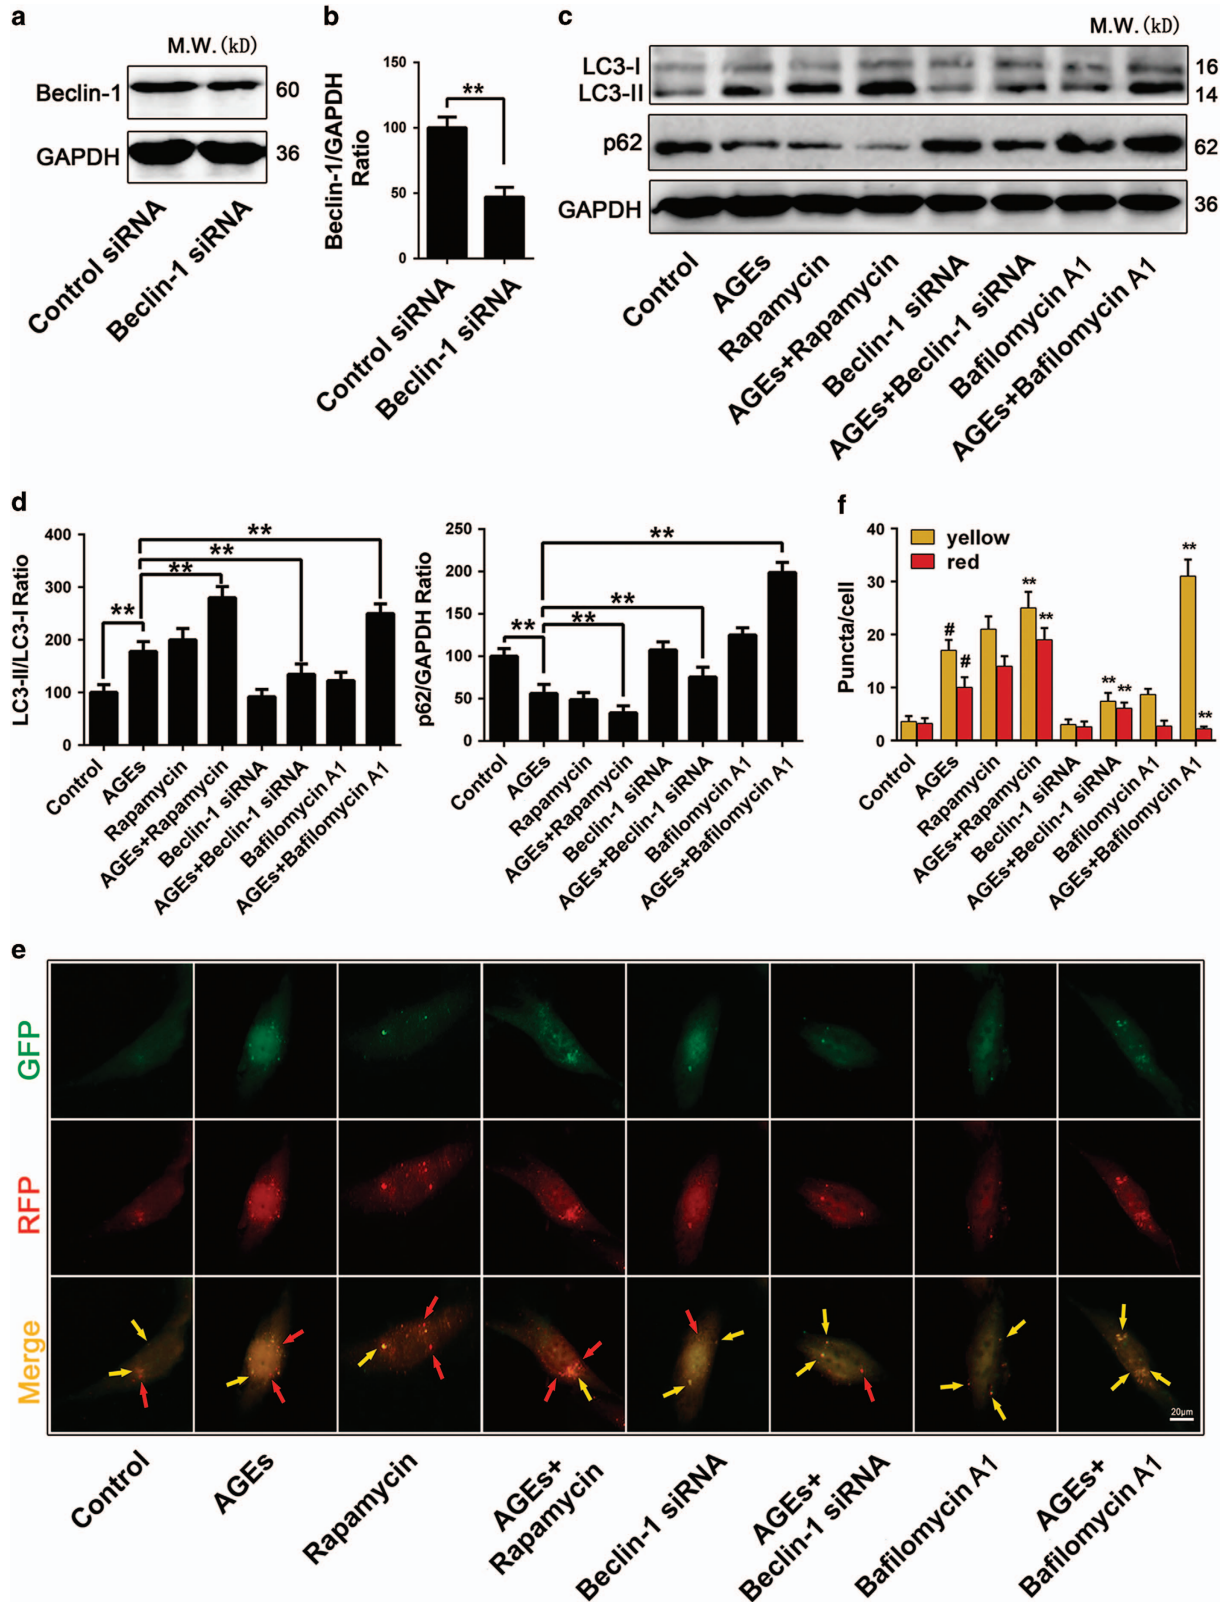 a
M.W.(kD)
Beclin-1
60
GAPDH
36
Control siRNA
Beclin-1 siRNA
b
Beclin-1/GAPDH
Ratio
150
100
50
0
**
Control siRNA
Beclin-1 siRNA
c
M.W.(kD)
LC3-I
16
LC3-II
14
p62
62
GAPDH
36
Control
AGEs
Rapamycin
AGEs+Rapamycin
Beclin-1 siRNA
AGEs+Beclin-1 siRNA
Bafilomycin A1
AGEs+Bafilomycin A1
d
LC3-II/LC3-I Ratio
400
300
200
100
0
**
**
**
**
Control
AGEs
Rapamycin
AGEs+Rapamycin
Beclin-1 siRNA
AGEs+Beclin-1 siRNA
Bafilomycin A1
AGEs+Bafilomycin A1
p62/GAPDH Ratio
250
200
150
100
50
0
**
**
**
**
Control
AGEs
Rapamycin
AGEs+Rapamycin
Beclin-1 siRNA
AGEs+Beclin-1 siRNA
Bafilomycin A1
AGEs+Bafilomycin A1
f
Puncta/cell
40
30
20
10
0
yellow
red
#
#
**
**
**
**
**
**
Control
AGEs
Rapamycin
AGEs+Rapamycin
Beclin-1 siRNA
AGEs+Beclin-1 siRNA
Bafilomycin A1
AGEs+Bafilomycin A1
e
GFP
RFP
Merge
20μm
Control
AGEs
Rapamycin
AGEs+
Rapamycin
Beclin-1 siRNA
AGEs+
Beclin-1 siRNA
Bafilomycin A1
AGEs+
Bafilomycin A1